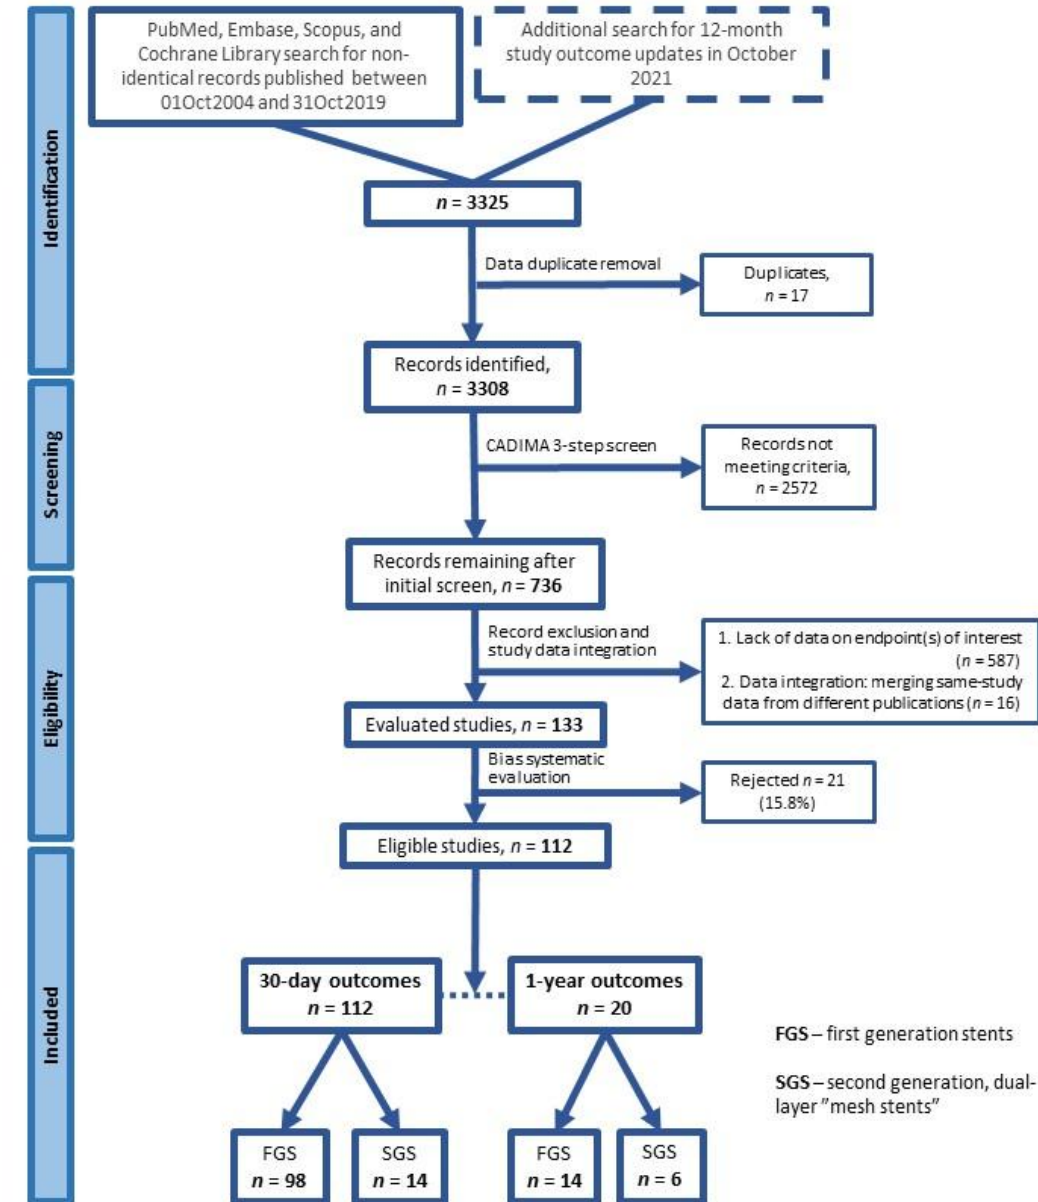 PubMed, Embase, Scopus, and
Cochrane Library search for non-
identical records published between
01Oct2004 and 31Oct2019
Additional search for 12-month
study outcome updates in October
2021
Identification
n = 3325
Data duplicate removal
Duplicates,
n = 17
Records identified,
n = 3308
Screening
CADIMA 3-step screen
Records not
meeting criteria,
n = 2572
Records remaining after
initial screen, n = 736
Eligibility
Record exclusion and
study data integration
1. Lack of data on endpoint(s) of interest
(n = 587)
2. Data integration: merging same-study
data from different publications (n = 16)
Evaluated studies, n = 133
Bias systematic
evaluation
Rejected n = 21
(15.8%)
Eligible studies, n = 112
Included
30-day outcomes
n = 112
1-year outcomes
n = 20
FGS – first generation stents
SGS – second generation, dual-
layer "mesh stents"
FGS
n = 98
SGS
n = 14
FGS
n = 14
SGS
n = 6